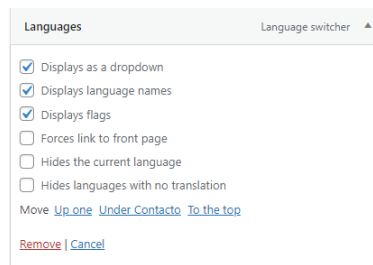 Languages Language switcher
Displays as a dropdown
Displays language names
Displays flags
Forces link to front page
Hides the current language
Hides languages with no translation
Move Up one Under Contacto To the top
Remove | Cancel